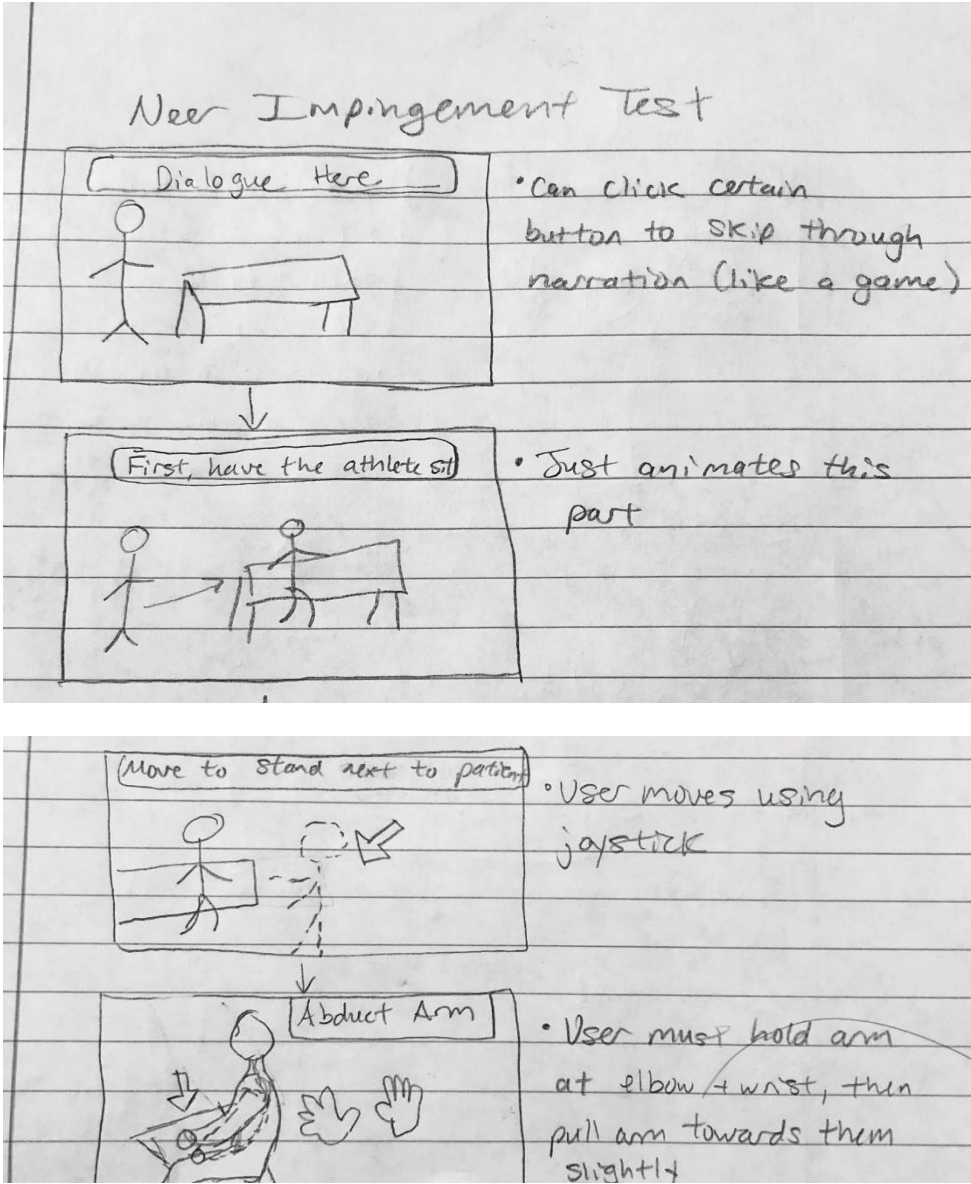 Neer Impingement Test
Dialogue Here
• Can click certain
button to skip through
narration (like a game)
First, have the athlete sit
• Just animates this
part
Move to stand next to patient
• User moves using
joystick
Abduct Arm
• User must hold arm
at elbow + wrist, then
pull arm towards them
slightly